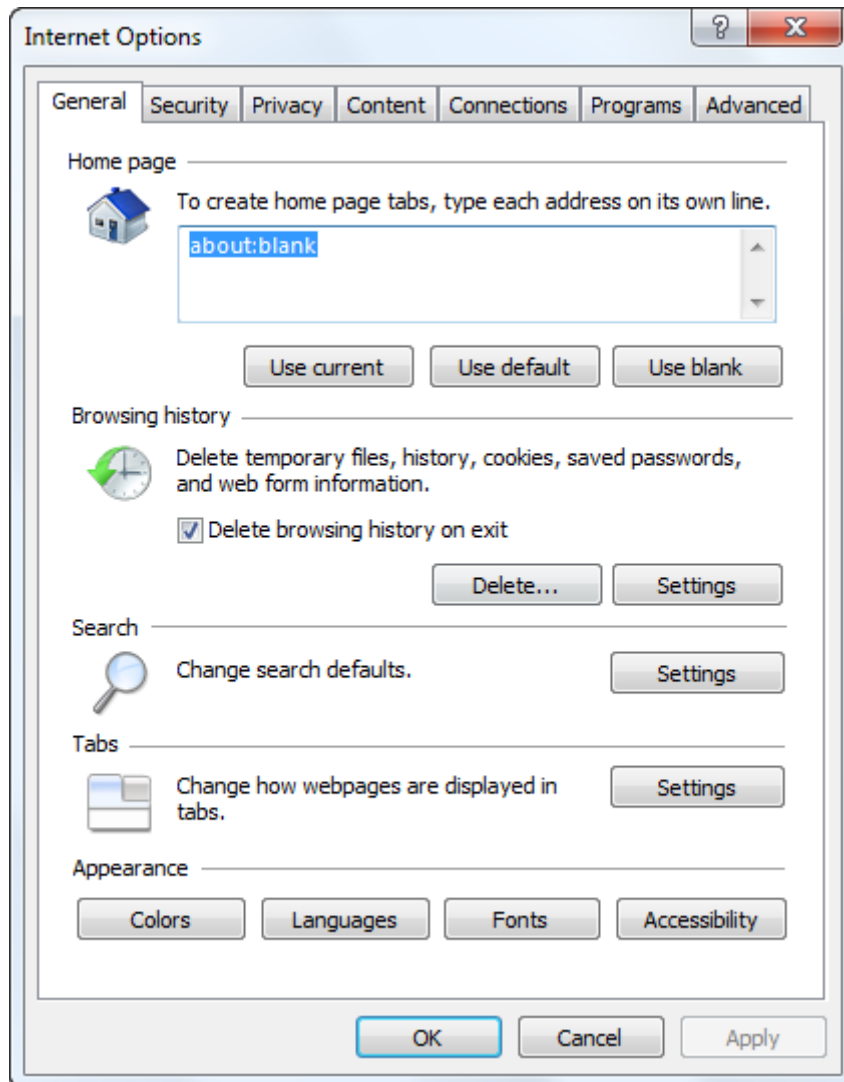 Internet Options
General Security Privacy Content Connections Programs Advanced
Home page
To create home page tabs, type each address on its own line.
about:blank
Use current Use default Use blank
Browsing history
Delete temporary files, history, cookies, saved passwords,
and web form information.
Delete browsing history on exit
Delete... Settings
Search
Change search defaults. Settings
Tabs
Change how webpages are displayed in
tabs.
Settings
Appearance
Colors Languages Fonts Accessibility
OK Cancel Apply